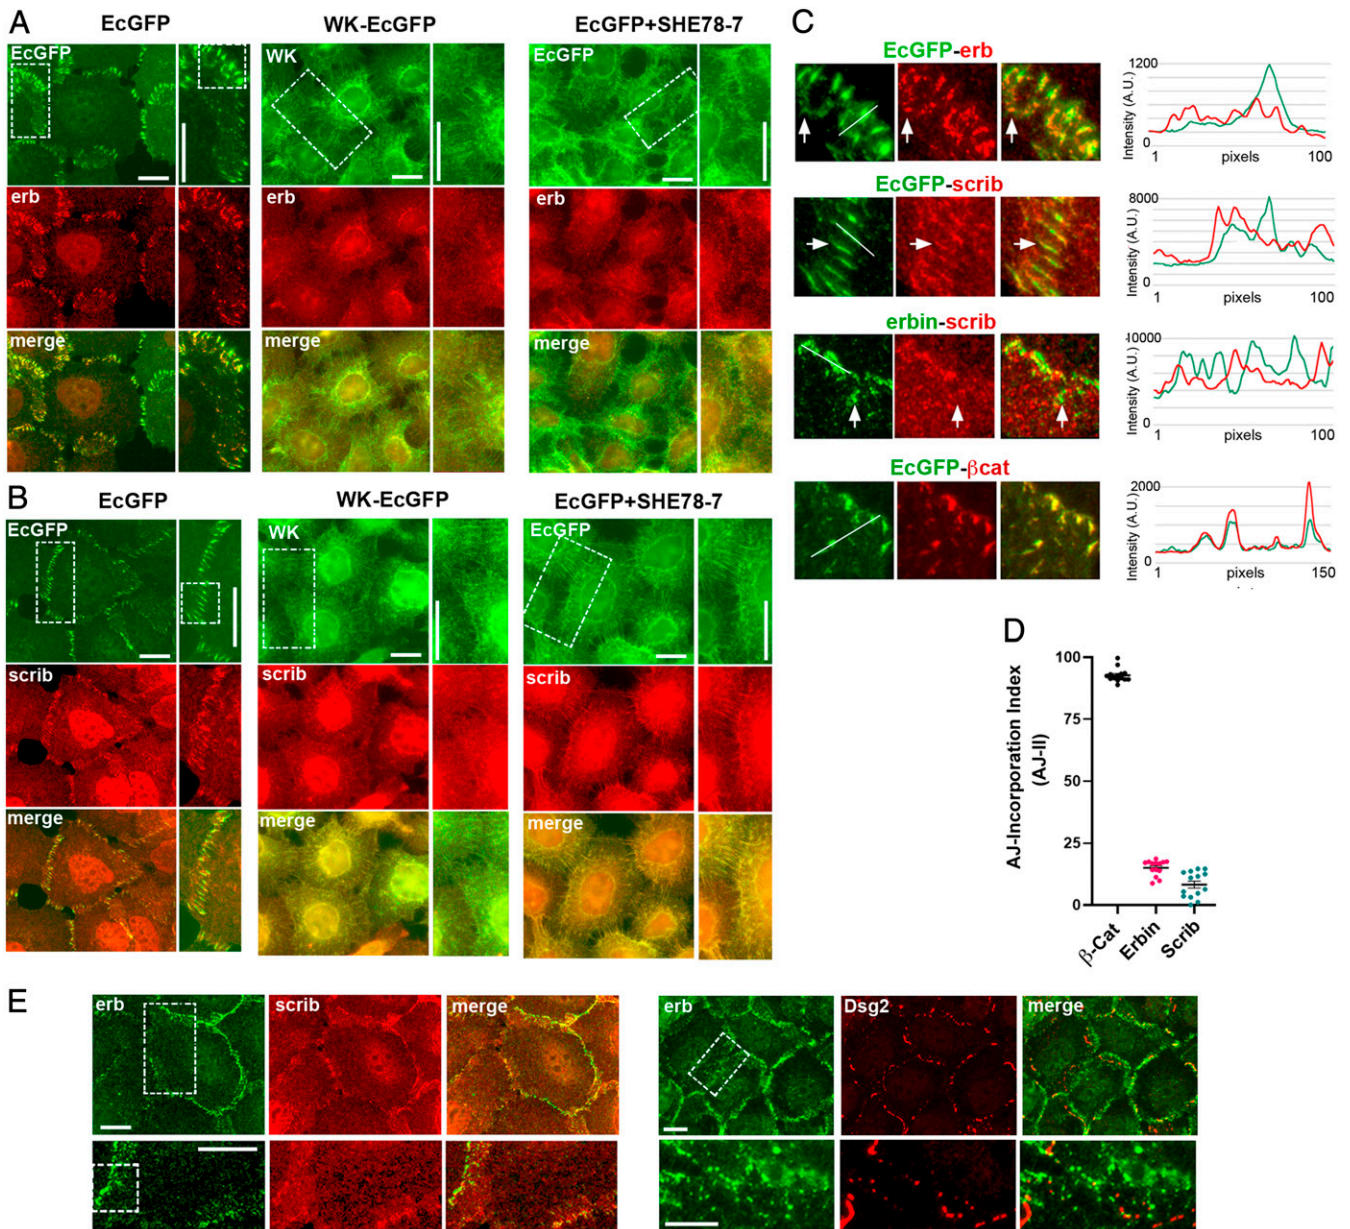 A
EcGFP
WK-EcGFP
EcGFP+SHE78-7
EcGFP
WK
EcGFP
erb
erb
erb
merge
merge
merge
B
EcGFP
WK-EcGFP
EcGFP+SHE78-7
EcGFP
WK
EcGFP
scrib
scrib
scrib
merge
merge
merge
C
EcGFP-erb
Intensity (A.U.)
1200
0
1
pixels
100
EcGFP-scrib
Intensity (A.U.)
8000
0
1
pixels
100
erbin-scrib
Intensity (A.U.)
10000
0
1
pixels
100
EcGFP-βcat
Intensity (A.U.)
2000
0
1
pixels
150
D
AJ-Incorporation Index
(AJ-II)
100
75
50
25
0
β-Cat
Erbin
Scrib
E
erb
scrib
merge
erb
Dsg2
merge